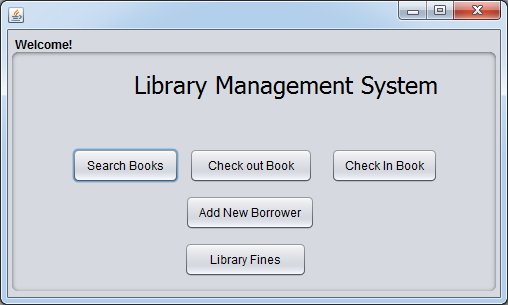 Welcome!
Library Management System
Search Books
Check out Book
Check In Book
Add New Borrower
Library Fines